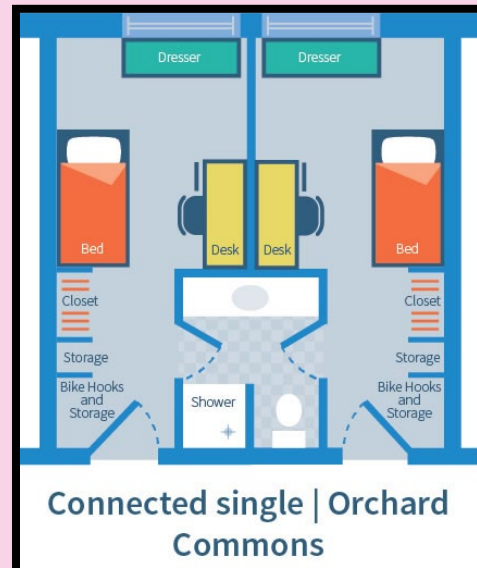 Dresser
Dresser
Bed
Desk
Desk
Bed
Closet
Closet
Storage
Storage
Bike Hooks
and
Storage
Bike Hooks
and
Storage
Shower
Connected single | Orchard
Commons